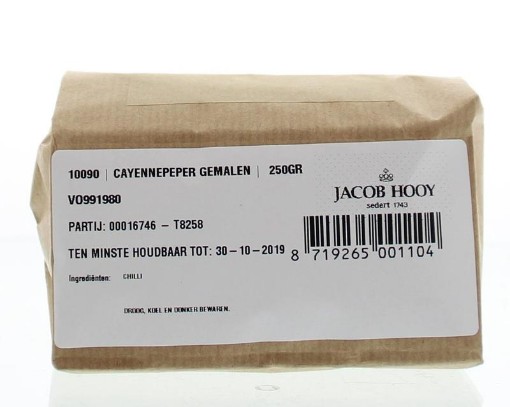 10090 | CAYENNEPEPER GEMALEN | 250GR
VO991980
PARTIJ: 00016746 - T8258
TEN MINSTE HOUDBAAR TOT: 30-10-2019
Ingrediënten: CHILLI
DROOG, KOEL EN DONKER BEWAREN.
JACOB HOOY
sedert 1743
8 719265 001104